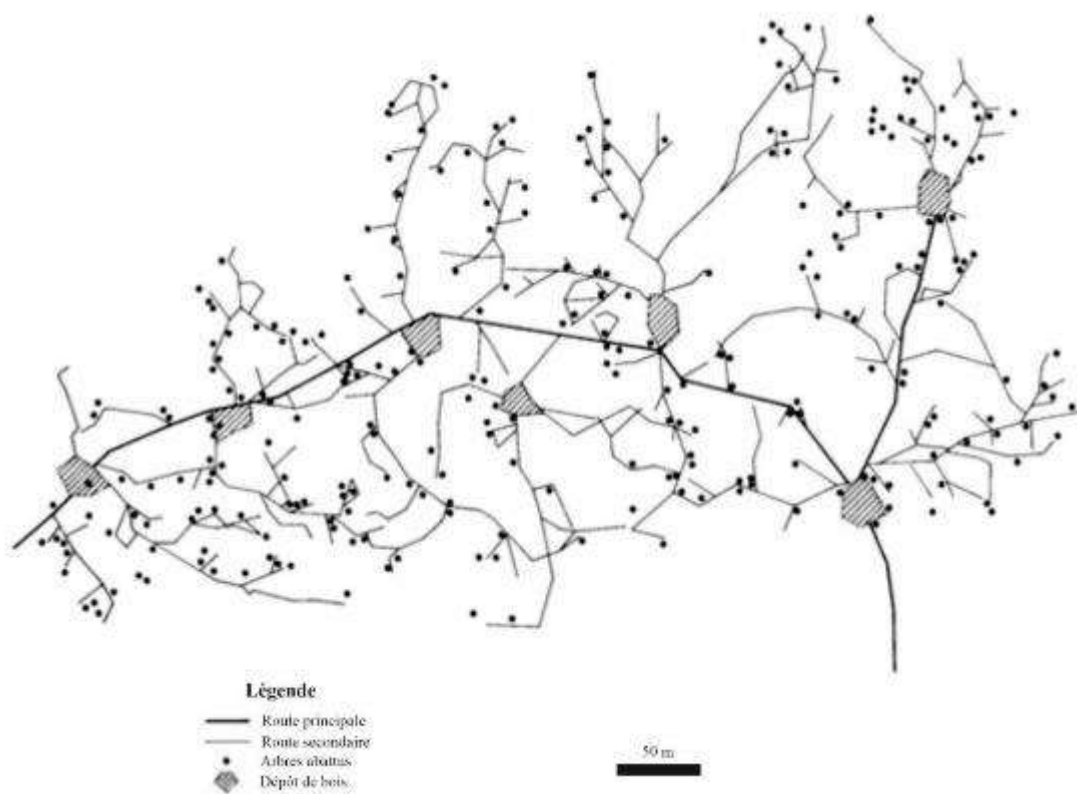 Légende
Route principale
Route secondaire
Arbres abattus
Dépôt de bois
50 m